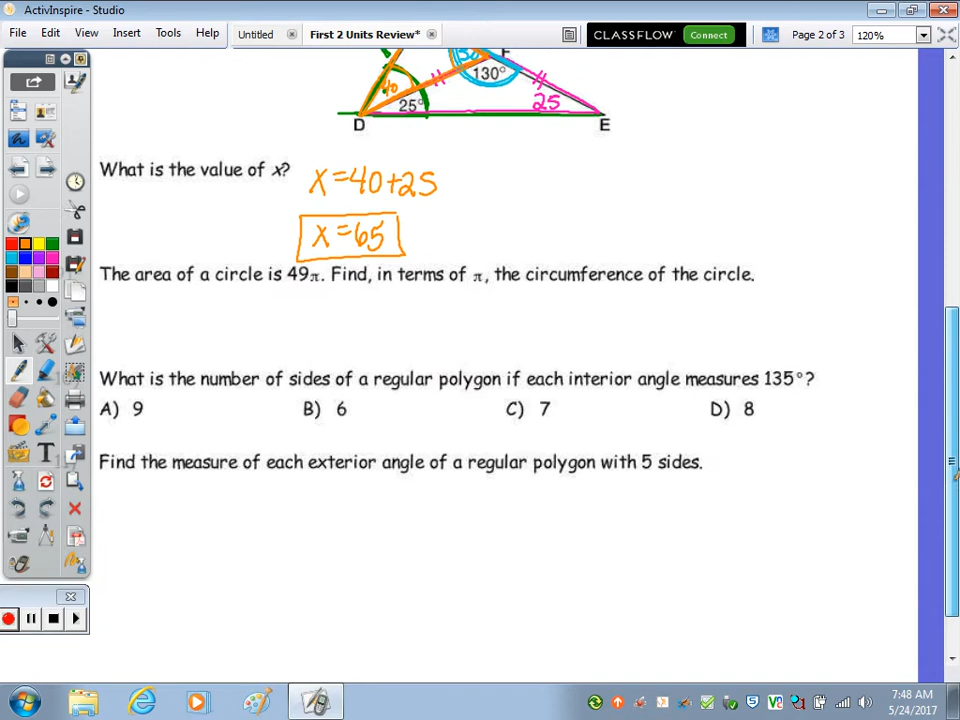 ActivInspire - Studio
File Edit View Insert Tools Help Untitled First 2 Units Review* CLASSFLOW Connect Page 2 of 3 120%
130°
40
25°
25
D
E
What is the value of x?
x=40+25
x=65
The area of a circle is 49π. Find, in terms of π, the circumference of the circle.
What is the number of sides of a regular polygon if each interior angle measures 135°?
A) 9 B) 6 C) 7 D) 8
Find the measure of each exterior angle of a regular polygon with 5 sides.
7:48 AM
5/24/2017